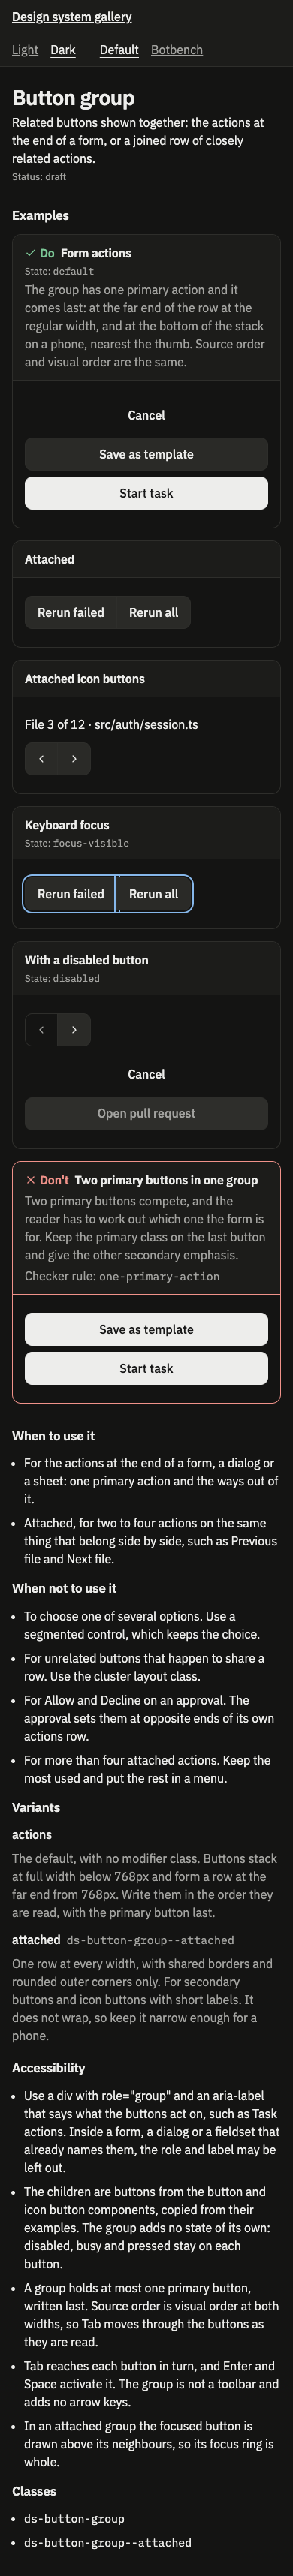 Design system gallery
Light Dark Default Botbench
Button group
Related buttons shown together: the actions at
the end of a form, or a joined row of closely
related actions.
Status: draft
Examples
Do Form actions
State: default
The group has one primary action and it
comes last: at the far end of the row at the
regular width, and at the bottom of the stack
on a phone, nearest the thumb. Source order
and visual order are the same.
Cancel
Save as template
Start task
Attached
Rerun failed Rerun all
Attached icon buttons
File 3 of 12 · src/auth/session.ts
Keyboard focus
State: focus-visible
Rerun failed Rerun all
With a disabled button
State: disabled
Cancel
Open pull request
Don't Two primary buttons in one group
Two primary buttons compete, and the
reader has to work out which one the form is
for. Keep the primary class on the last button
and give the other secondary emphasis.
Checker rule: one-primary-action
Save as template
Start task
When to use it
• For the actions at the end of a form, a dialog or
a sheet: one primary action and the ways out of
it.
• Attached, for two to four actions on the same
thing that belong side by side, such as Previous
file and Next file.
When not to use it
• To choose one of several options. Use a
segmented control, which keeps the choice.
• For unrelated buttons that happen to share a
row. Use the cluster layout class.
• For Allow and Decline on an approval. The
approval sets them at opposite ends of its own
actions row.
• For more than four attached actions. Keep the
most used and put the rest in a menu.
Variants
actions
The default, with no modifier class. Buttons stack
at full width below 768px and form a row at the
far end from 768px. Write them in the order they
are read, with the primary button last.
attached ds-button-group--attached
One row at every width, with shared borders and
rounded outer corners only. For secondary
buttons and icon buttons with short labels. It
does not wrap, so keep it narrow enough for a
phone.
Accessibility
• Use a div with role="group" and an aria-label
that says what the buttons act on, such as Task
actions. Inside a form, a dialog or a fieldset that
already names them, the role and label may be
left out.
• The children are buttons from the button and
icon button components, copied from their
examples. The group adds no state of its own:
disabled, busy and pressed stay on each
button.
• A group holds at most one primary button,
written last. Source order is visual order at both
widths, so Tab moves through the buttons as
they are read.
• Tab reaches each button in turn, and Enter and
Space activate it. The group is not a toolbar and
adds no arrow keys.
• In an attached group the focused button is
drawn above its neighbours, so its focus ring is
whole.
Classes
• ds-button-group
• ds-button-group--attached